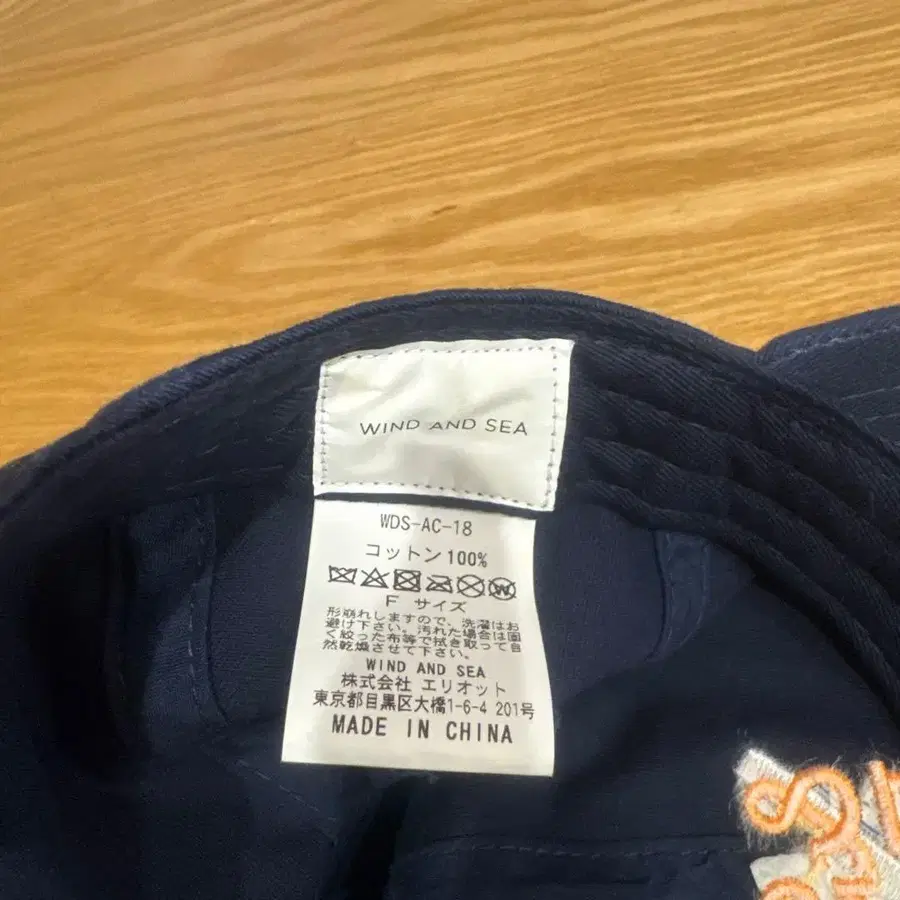 WIND AND SEA
WDS-AC-18
コットン100%
F サイズ
形崩れしますので、洗濯はお
避け下さい。汚れた場合は固
く絞った布等で拭き取って自
然乾燥させて下さい。
WIND AND SEA
株式会社 エリオット
東京都目黒区大橋1-6-4 201号
MADE IN CHINA